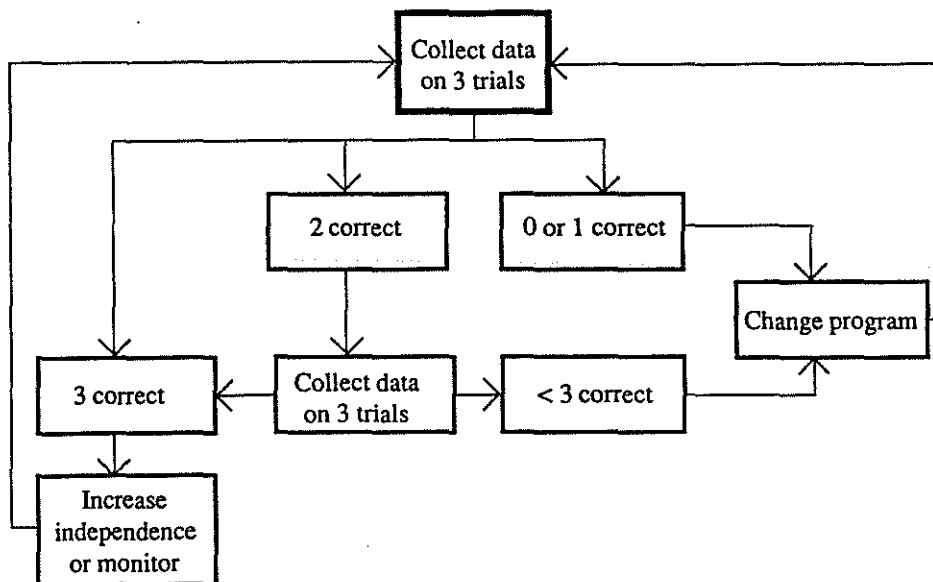 Collect data
on 3 trials
2 correct
0 or 1 correct
Change program
3 correct
Collect data
on 3 trials
< 3 correct
Increase
independence
or monitor